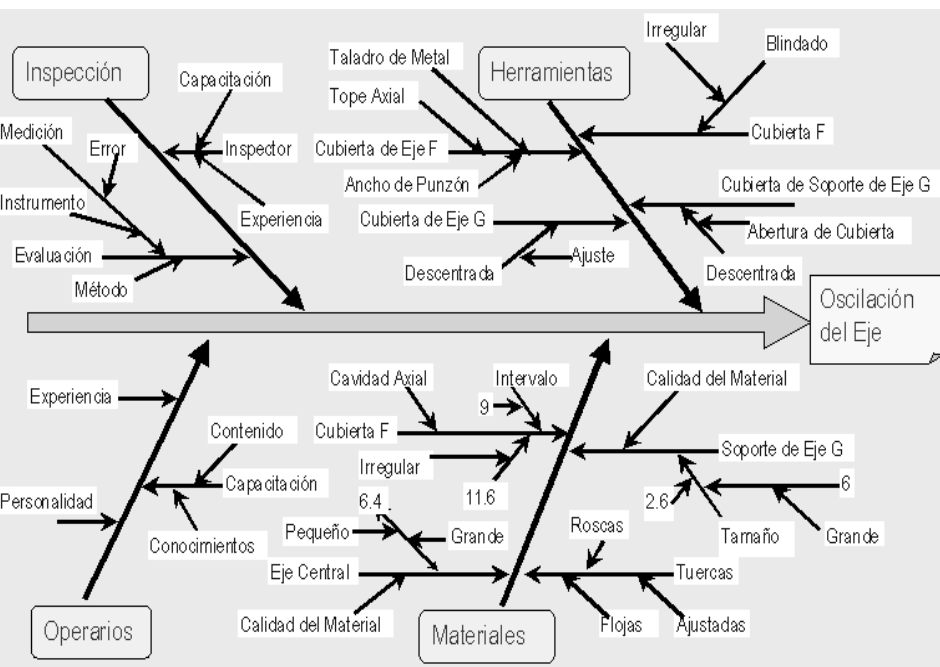 Irregular
Blindado
Inspección
Capacitación
Taladro de Metal
Herramientas
Tope Axial
Medición
Error
Inspector
Cubierta de Eje F
Cubierta F
Ancho de Punzón
Instrumento
Experiencia
Cubierta de Eje G
Cubierta de Soporte de Eje G
Abertura de Cubierta
Evaluación
Ajuste
Método
Descentrada
Descentrada
Oscilación
del Eje
Cavidad Axial
Intervalo
Calidad del Material
Experiencia
9
Contenido
Cubierta F
Soporte de Eje G
Irregular
Capacitación
6
Personalidad
6.4
11.6
2.6
Pequeño
Grande
Roscas
Tamaño
Grande
Conocimientos
Eje Central
Tuercas
Operarios
Calidad del Material
Materiales
Flojas
Ajustadas